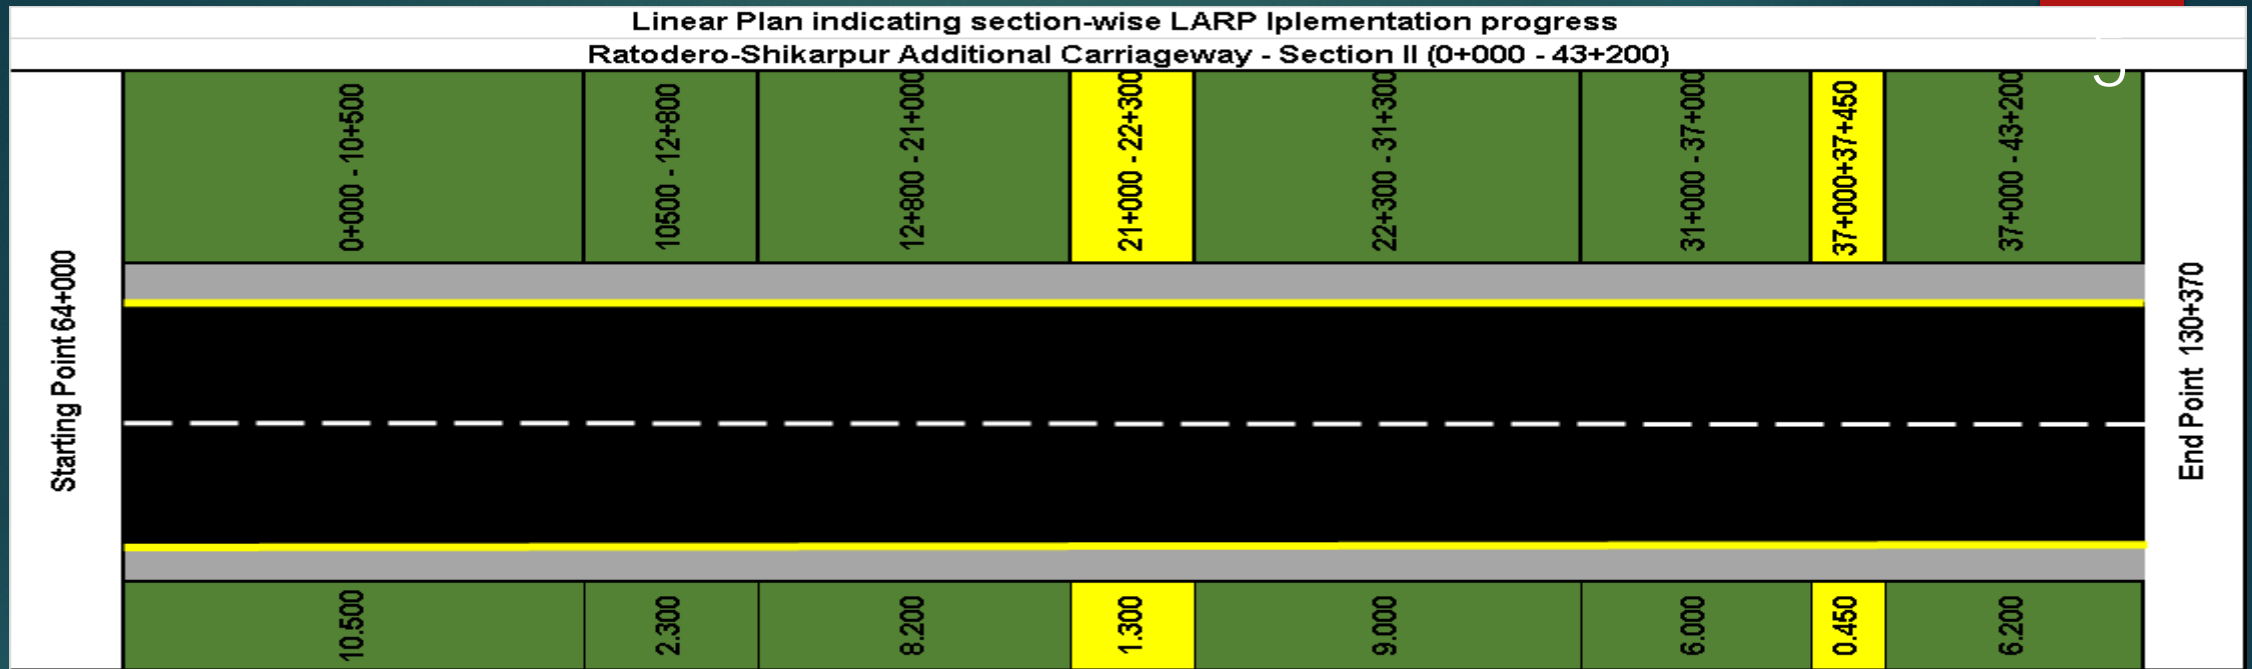 Linear Plan indicating section-wise LARP Iplementation progress
Ratodero-Shikarpur Additional Carriageway - Section II (0+000 - 43+200)
5
Starting Point 64+000
0+000 - 10+500
10500 - 12+800
12+800 - 21+000
21+000 - 22+300
22+300 - 31+300
31+000 - 37+000
37+000+37+450
37+000 - 43+200
End Point 130+370
10.500
2.300
8.200
1.300
9.000
6.000
0.450
6.200